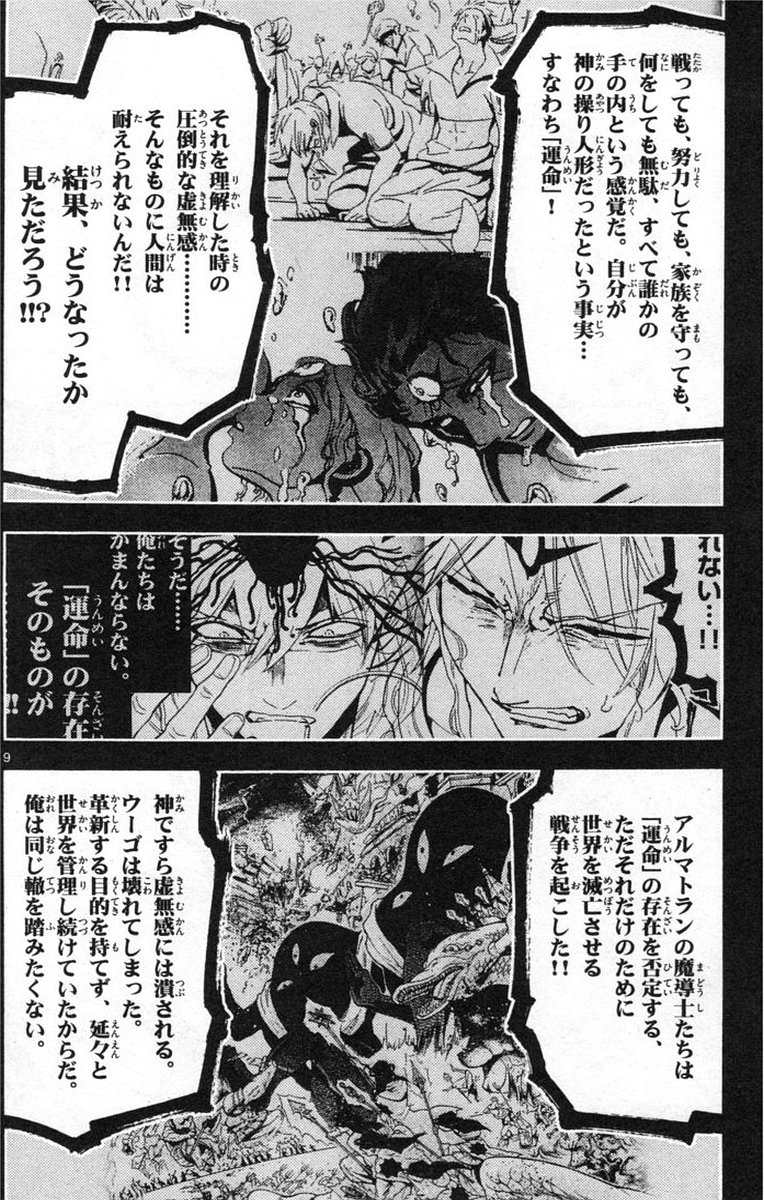 戦っても、努力しても、家族を守っても、
何をしても無駄、すべて誰かの
手の内という感覚だ。自分が
神の操り人形だったという事実…
すなわち「運命」！
それを理解した時の
圧倒的な虚無感…………
そんなものに人間は
耐えられないんだ!!
結果、どうなったか
見ただろう!!?
れない…!!
そうだ……
俺たちは
がまんならない。
「運命」の存在
そのものが
!!
9
アルマトランの魔導士たちは
「運命」の存在を否定する、
ただそれだけのために
世界を滅亡させる
戦争を起こした!!
神ですら虚無感には潰される。
ウーゴは壊れてしまった。
革新する目的を持てず、延々と
世界を管理し続けていたからだ。
俺は同じ轍を踏みたくない。